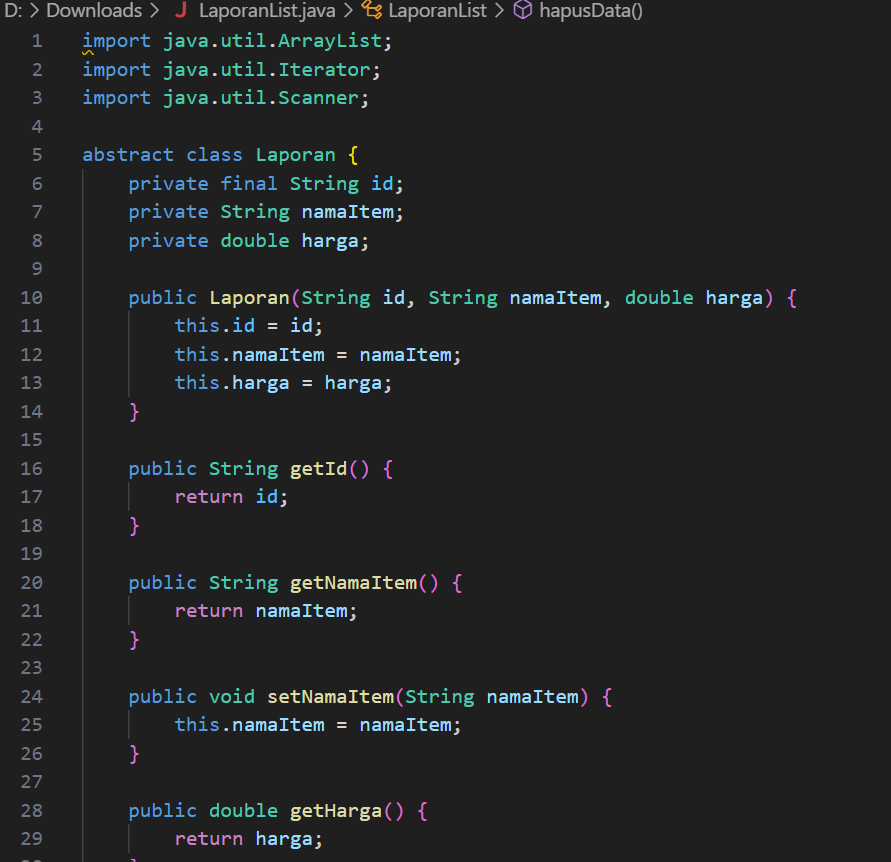 D: > Downloads > J LaporanList.java > LaporanList > hapusData()
1 import java.util.ArrayList;
2 import java.util.Iterator;
3 import java.util.Scanner;
4
5 abstract class Laporan {
6 private final String id;
7 private String namaItem;
8 private double harga;
9
10 public Laporan(String id, String namaItem, double harga) {
11 this.id = id;
12 this.namaItem = namaItem;
13 this.harga = harga;
14 }
15
16 public String getId() {
17 return id;
18 }
19
20 public String getNamaItem() {
21 return namaItem;
22 }
23
24 public void setNamaItem(String namaItem) {
25 this.namaItem = namaItem;
26 }
27
28 public double getHarga() {
29 return harga;